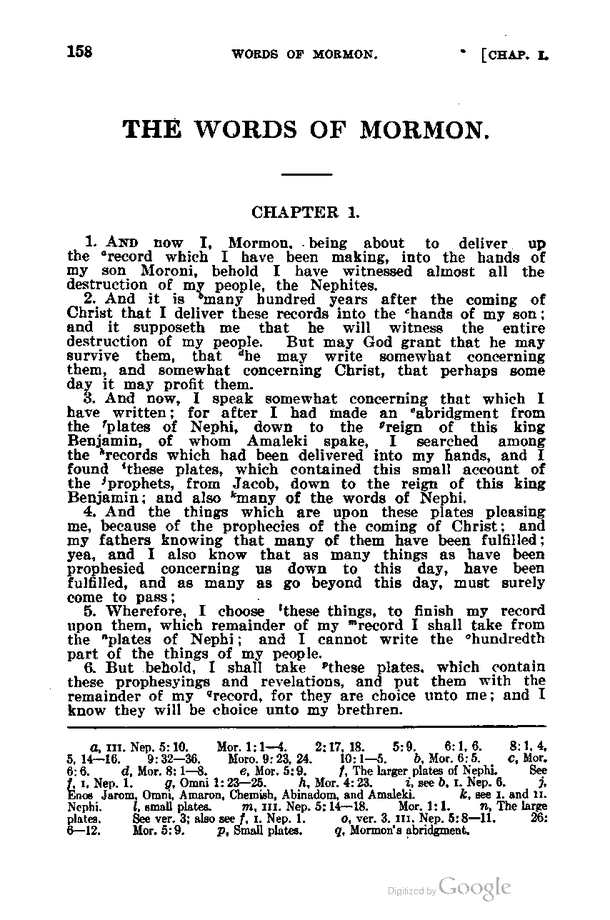 158 WORDS OF MORMON. [CHAP. I.
THE WORDS OF MORMON.
CHAPTER 1.
1. AND now I, Mormon, being about to deliver up
the ᵃrecord which I have been making, into the hands of
my son Moroni, behold I have witnessed almost all the
destruction of my people, the Nephites.
2. And it is ᵇmany hundred years after the coming of
Christ that I deliver these records into the ᶜhands of my son;
and it supposeth me that he will witness the entire
destruction of my people. But may God grant that he may
survive them, that ᵈhe may write somewhat concerning
them, and somewhat concerning Christ, that perhaps some
day it may profit them.
3. And now, I speak somewhat concerning that which I
have written; for after I had made an ᵉabridgment from
the ᶠplates of Nephi, down to the ᵍreign of this king
Benjamin, of whom Amaleki spake, I searched among
the ʰrecords which had been delivered into my hands, and I
found ⁱthese plates, which contained this small account of
the ʲprophets, from Jacob, down to the reign of this king
Benjamin; and also ᵏmany of the words of Nephi.
4. And the things which are upon these plates pleasing
me, because of the prophecies of the coming of Christ; and
my fathers knowing that many of them have been fulfilled;
yea, and I also know that as many things as have been
prophesied concerning us down to this day, have been
fulfilled, and as many as go beyond this day, must surely
come to pass;
5. Wherefore, I choose ˡthese things, to finish my record
upon them, which remainder of my ᵐrecord I shall take from
the ⁿplates of Nephi; and I cannot write the ᵒhundredth
part of the things of my people.
6. But behold, I shall take ᵖthese plates, which contain
these prophesyings and revelations, and put them with the
remainder of my qrecord, for they are choice unto me; and I
know they will be choice unto my brethren.
a, III. Nep. 5:10. Mor. 1:1—4. 2:17, 18. 5:9. 6:1, 6. 8:1, 4,
5, 14—16. 9:32—36. Moro. 9:23, 24. 10:1—5. b, Mor. 6:5. c, Mor.
6:6. d, Mor. 8:1—8. e, Mor. 5:9. f, The larger plates of Nephi. See
f, I. Nep. 1. g, Omni 1:23—25. h, Mor. 4:23. i, see b, I. Nep. 6. j,
Enos Jarom, Omni, Amaron, Chemish, Abinadom, and Amaleki. k, see I. and II.
Nephi. l, small plates. m, III. Nep. 5:14—18. Mor. 1:1. n, The large
plates. See ver. 3; also see f, I. Nep. 1. o, ver. 3. III. Nep. 5:8—11. 26:
6—12. Mor. 5:9. p, Small plates. q, Mormon's abridgment.
Digitized by Google